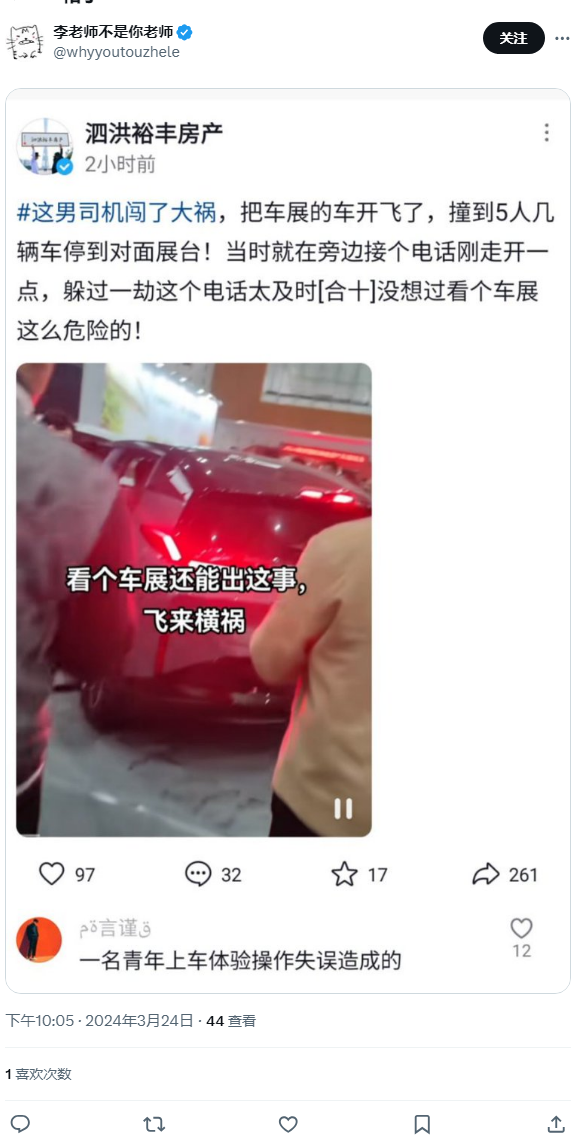 李老师不是你老师
@whyyoutouzhele
关注
泗洪裕丰房产
2小时前
#这男司机闯了大祸，把车展的车开飞了，撞到5人几
辆车停到对面展台！当时就在旁边接个电话刚走开一
点，躲过一劫这个电话太及时[合十]没想过看个车展
这么危险的！
看个车展还能出这事，
飞来横祸
97
32
17
261
言谨
12
一名青年上车体验操作失误造成的
下午10:05 · 2024年3月24日 · 44 查看
1 喜欢次数